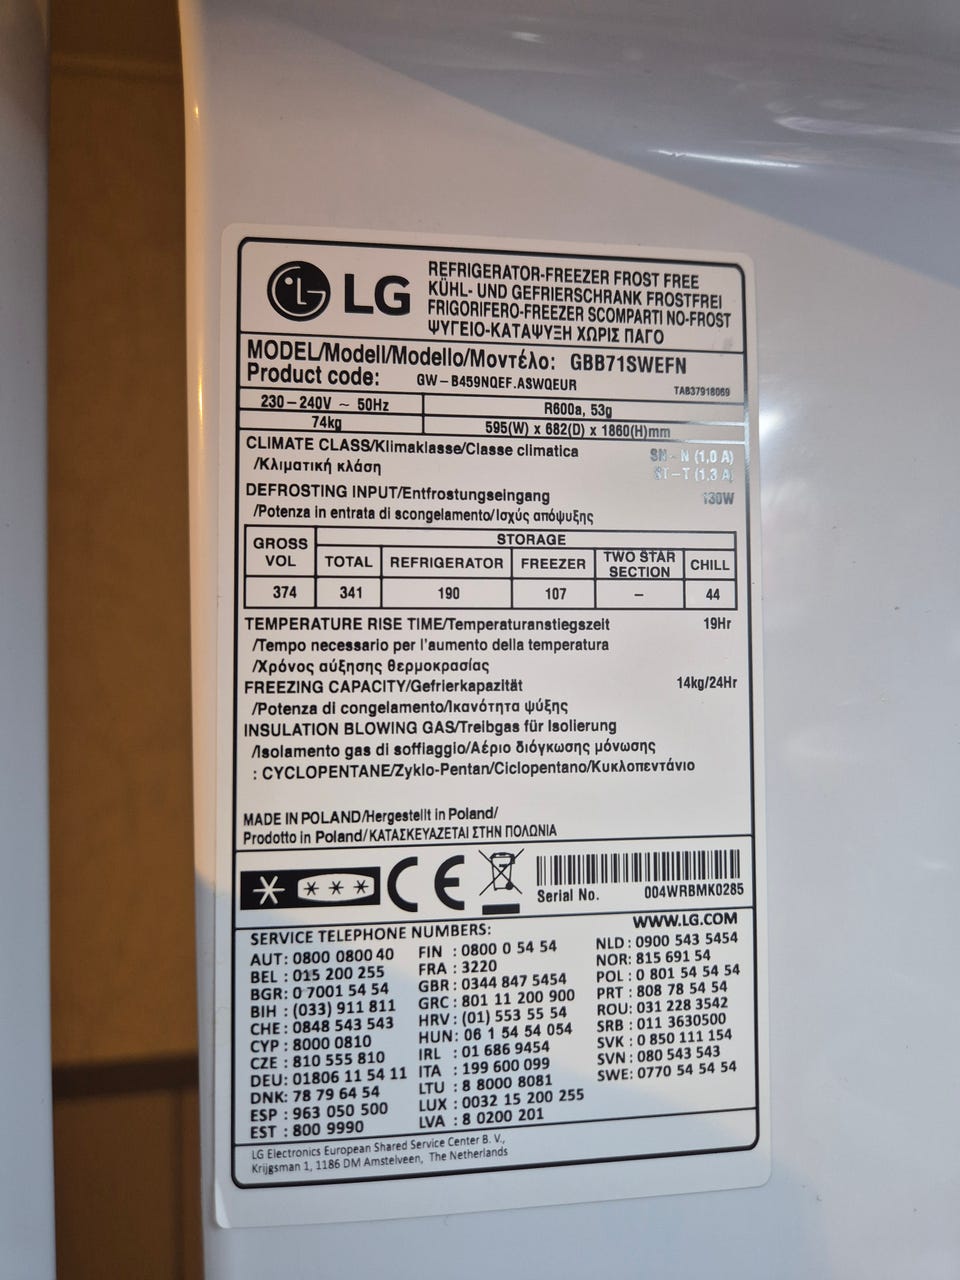 LG
REFRIGERATOR-FREEZER FROST FREE
KÜHL- UND GEFRIERSCHRANK FROSTFREI
FRIGORIFERO-FREEZER SCOMPARTI NO-FROST
ΨΥΓΕΙΟ-ΚΑΤΑΨΥΞΗ ΧΩΡΙΣ ΠΑΓΟ
MODEL/Modell/Modello/Μοντέλο: GBB71SWEFN
Product code: GW-B459NQEF.ASWQEUR TAB37918069
230-240V ~ 50Hz R600a, 53g
74kg 595(W) x 682(D) x 1860(H)mm
CLIMATE CLASS/Klimaklasse/Classe climatica SN - N (1,0 A)
/Κλιματική κλάση ST-T (1.3 A)
DEFROSTING INPUT/Entfrostungseingang 130W
/Potenza in entrata di scongelamento/Ισχύς απόψυξης
GROSS VOL STORAGE
TOTAL REFRIGERATOR FREEZER TWO STAR SECTION CHILL
374 341 190 107 – 44
TEMPERATURE RISE TIME/Temperaturanstiegszeit 19Hr
/Tempo necessario per l'aumento della temperatura
/Χρόνος αύξησης θερμοκρασίας
FREEZING CAPACITY/Gefrierkapazität 14kg/24Hr
/Potenza di congelamento/Ικανότητα ψύξης
INSULATION BLOWING GAS/Treibgas für Isolierung
/Isolamento gas di soffiaggio/Αέριο διόγκωσης μόνωσης
: CYCLOPENTANE/Zyklo-Pentan/Ciclopentano/Κυκλοπεντάνιο
MADE IN POLAND/Hergestellt in Poland/
Prodotto in Poland/ΚΑΤΑΣΚΕΥΑΖΕΤΑΙ ΣΤΗΝ ΠΟΛΩΝΙΑ
CE
Serial No. 004WRBMK0285
WWW.LG.COM
SERVICE TELEPHONE NUMBERS:
AUT: 0800 0800 40
BEL : 015 200 255
BGR: 0 7001 54 54
BIH : (033) 911 811
CHE : 0848 543 543
CYP : 8000 0810
CZE : 810 555 810
DEU: 01806 11 54 11
DNK: 78 79 64 54
ESP : 963 050 500
EST : 800 9990
FIN : 0800 0 54 54
FRA : 3220
GBR : 0344 847 5454
GRC : 801 11 200 900
HRV : (01) 553 55 54
HUN: 06 1 54 54 054
IRL : 01 686 9454
ITA : 199 600 099
LTU : 8 8000 8081
LUX : 0032 15 200 255
LVA : 8 0200 201
NLD : 0900 543 5454
NOR: 815 691 54
POL : 0 801 54 54 54
PRT : 808 78 54 54
ROU: 031 228 3542
SRB : 011 3630500
SVK : 0 850 111 154
SVN : 080 543 543
SWE: 0770 54 54 54
LG Electronics European Shared Service Center B. V.,
Krijgsman 1, 1186 DM Amstelveen, The Netherlands